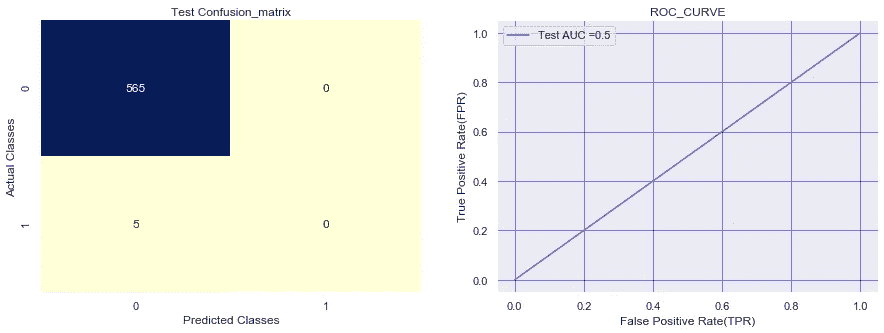 Test Confusion_matrix
0
565
0
Actual Classes
1
5
0
0
1
Predicted Classes
ROC_CURVE
Test AUC =0.5
1.0
0.8
0.6
0.4
0.2
0.0
True Positive Rate(FPR)
0.0 0.2 0.4 0.6 0.8 1.0
False Positive Rate(TPR)